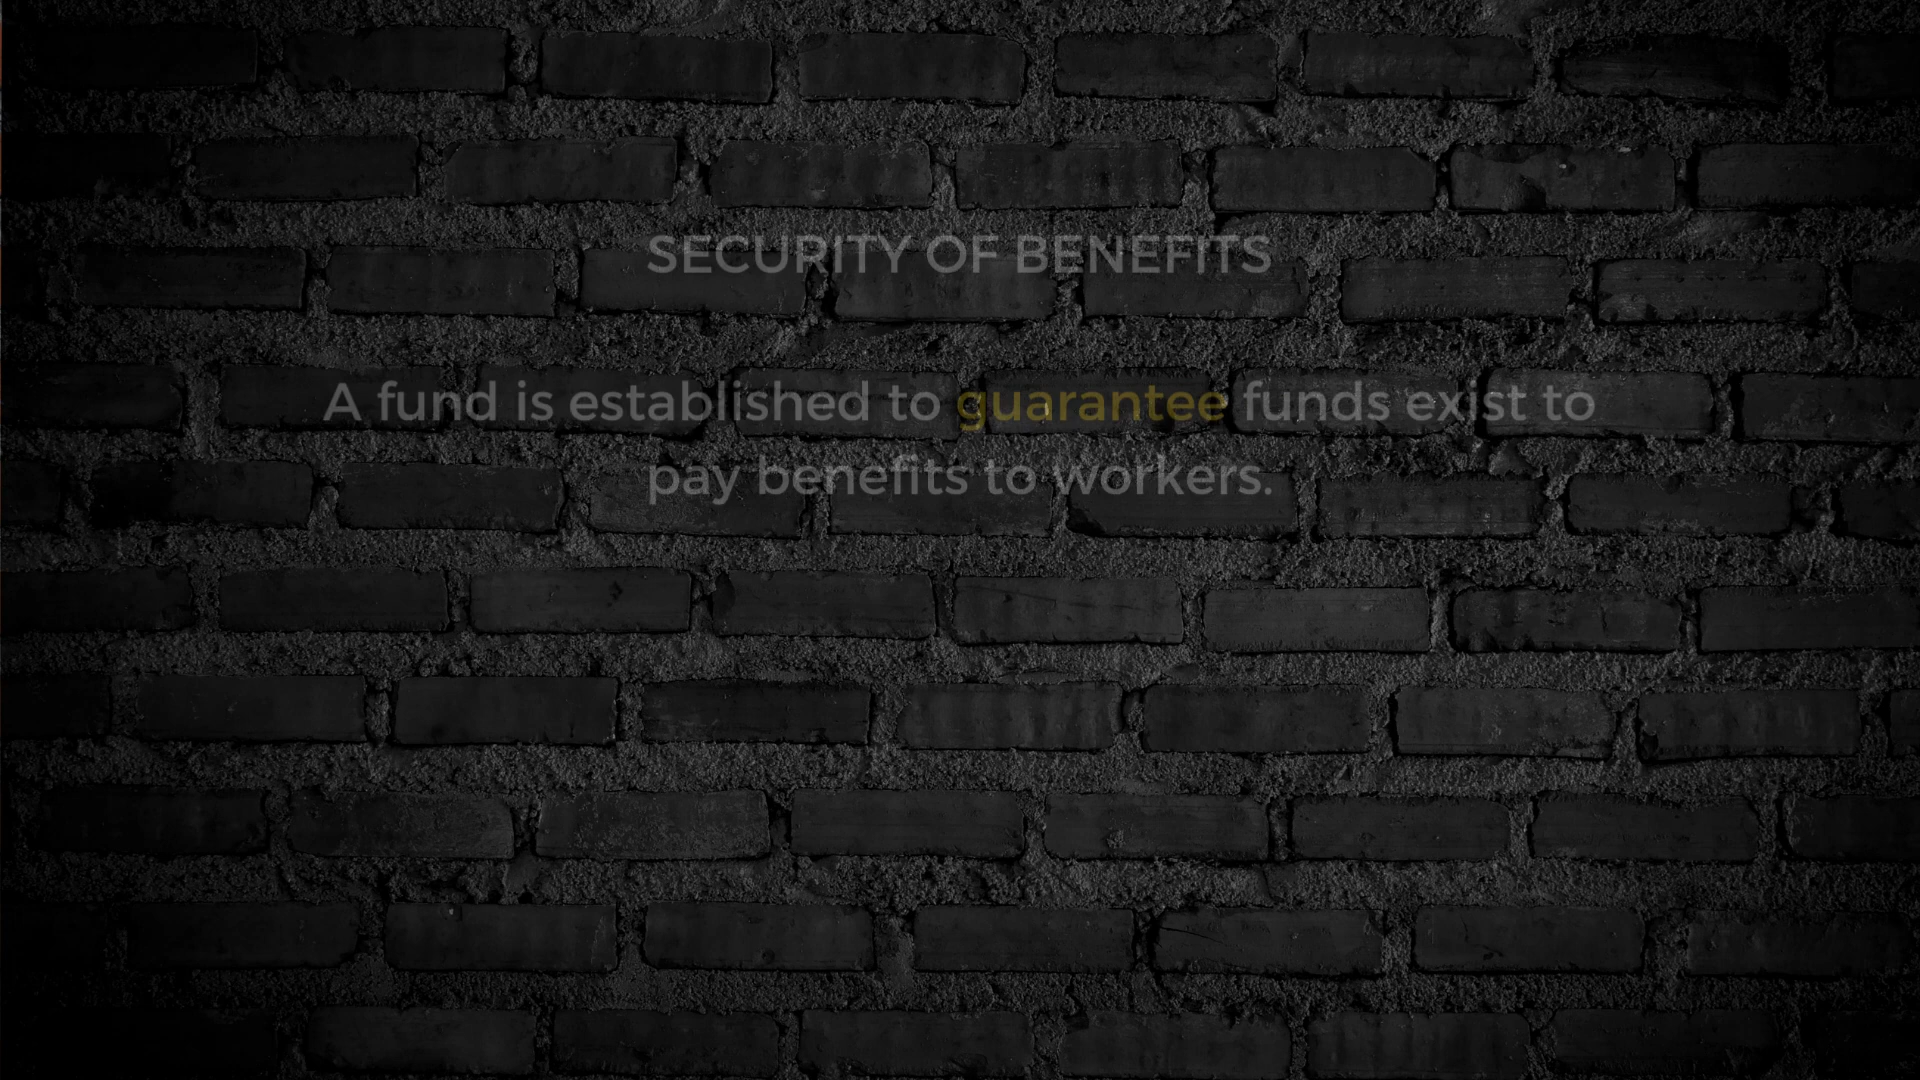 SECURITY OF BENEFITS
A fund is established to guarantee funds exist to
pay benefits to workers.